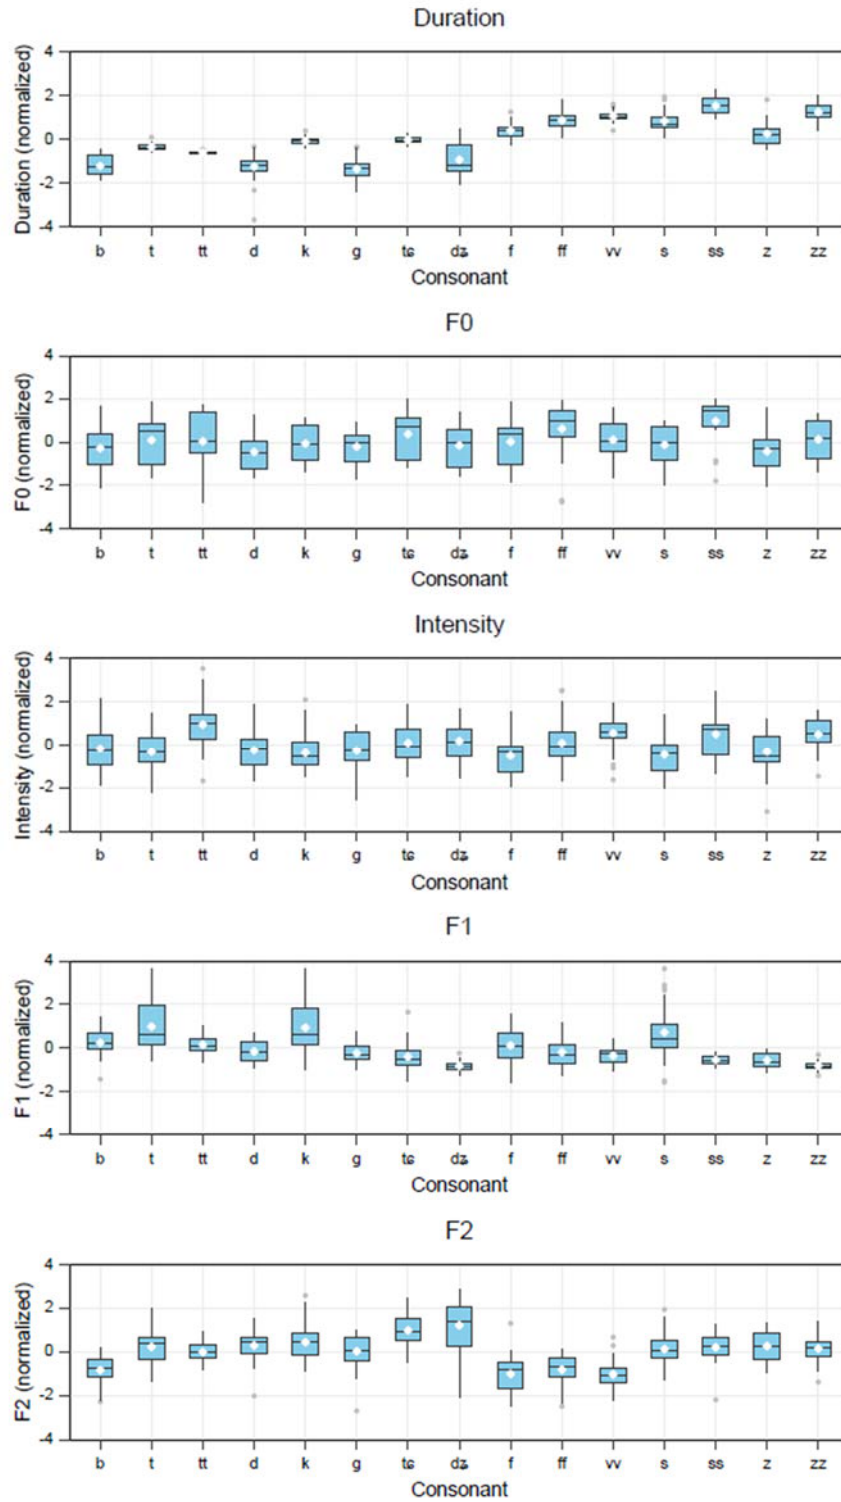 Duration
Duration (normalized)
4
2
0
-2
-4
b t tt d k g tɕ dʑ f ff vv s ss z zz
Consonant
F0
F0 (normalized)
4
2
0
-2
-4
b t tt d k g tɕ dʑ f ff vv s ss z zz
Consonant
Intensity
Intensity (normalized)
4
2
0
-2
-4
b t tt d k g tɕ dʑ f ff vv s ss z zz
Consonant
F1
F1 (normalized)
4
2
0
-2
-4
b t tt d k g tɕ dʑ f ff vv s ss z zz
Consonant
F2
F2 (normalized)
4
2
0
-2
-4
b t tt d k g tɕ dʑ f ff vv s ss z zz
Consonant